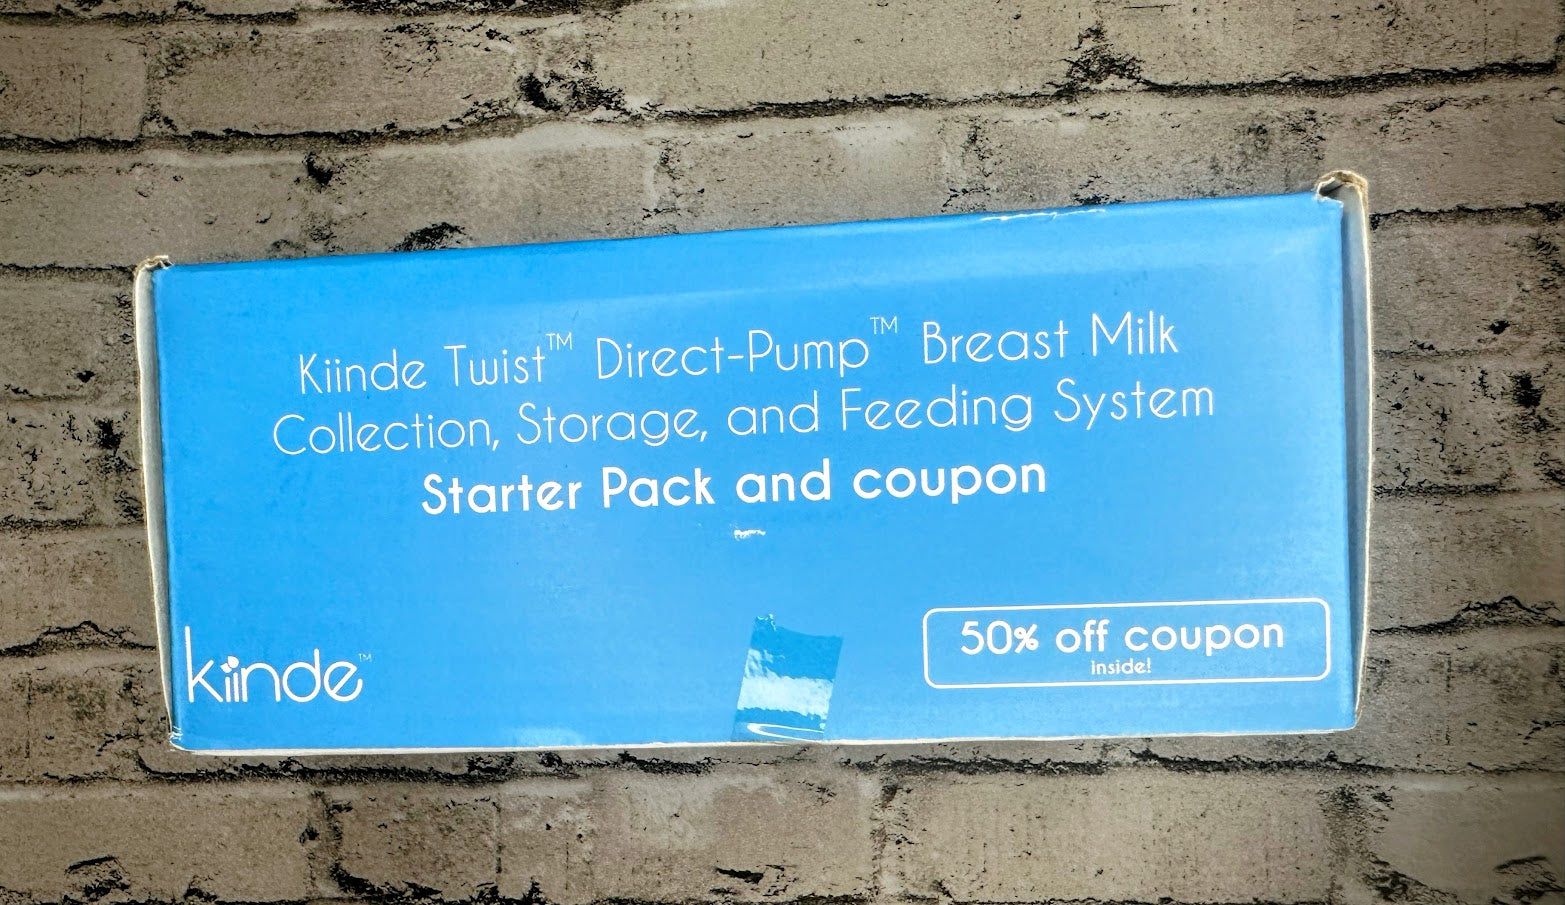 Kiinde Twist™ Direct-Pump™ Breast Milk
Collection, Storage, and Feeding System
Starter Pack and coupon
kiinde™
50% off coupon
inside!